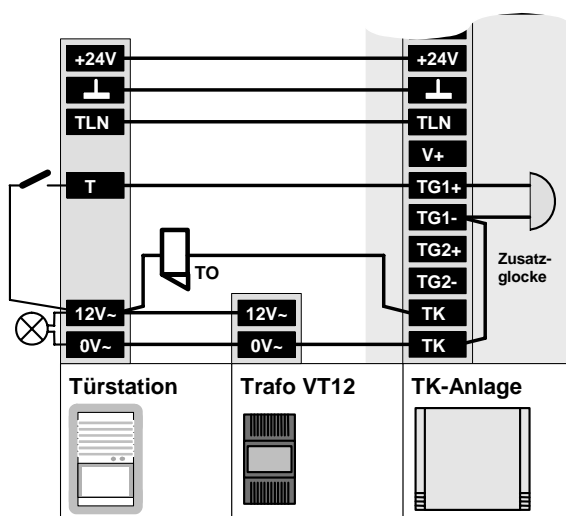 +24V +24V
TLN TLN
V+
T TG1+
TG1-
TG2+
TO Zusatz-
TG2- glocke
12V~ 12V~ TK
0V~ 0V~ TK
Türstation Trafo VT12 TK-Anlage